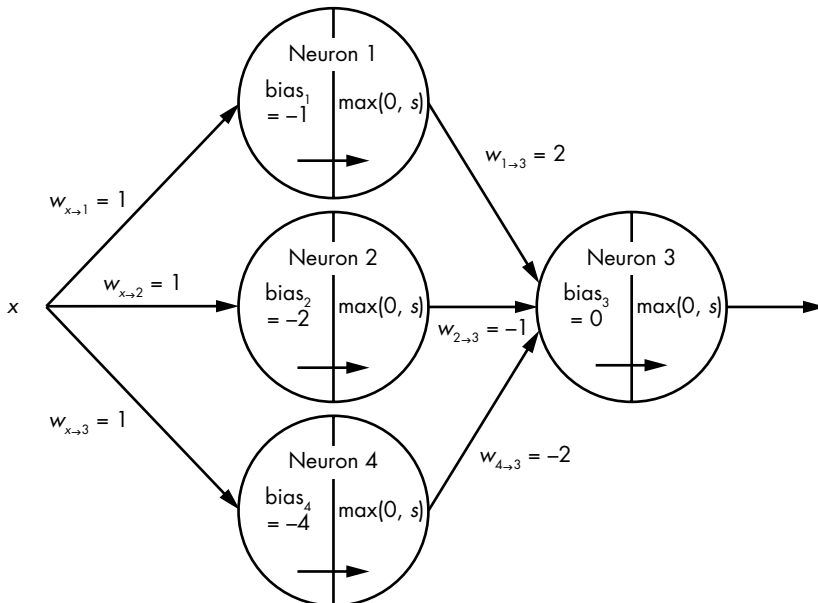 Neuron 1
bias₁
= –1
max(0, s)
w₁→₃ = 2
wₓ→₁ = 1
Neuron 2
bias₂
= –2
max(0, s)
wₓ→₂ = 1
x
w₂→₃ = –1
Neuron 3
bias₃
= 0
max(0, s)
wₓ→₃ = 1
Neuron 4
bias₄
= –4
max(0, s)
w₄→₃ = –2